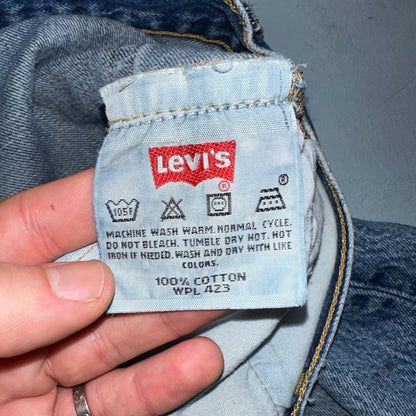 LEVI'S
®
105F
®
MACHINE WASH WARM. NORMAL CYCLE.
DO NOT BLEACH. TUMBLE DRY HOT. HOT
IRON IF NEEDED. WASH AND DRY WITH LIKE
COLORS.
100% COTTON
WPL 423